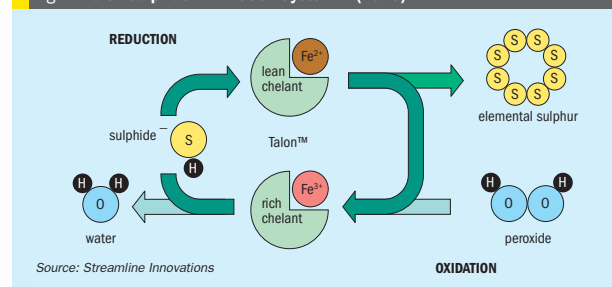 REDUCTION
Fe2+
lean
chelant
S
S
S
S
S
S
S
S
elemental sulphur
sulphide –
S
H
Talon™
H
H
O
water
rich
chelant
Fe3+
H
H
O
O
peroxide
Source: Streamline Innovations
OXIDATION